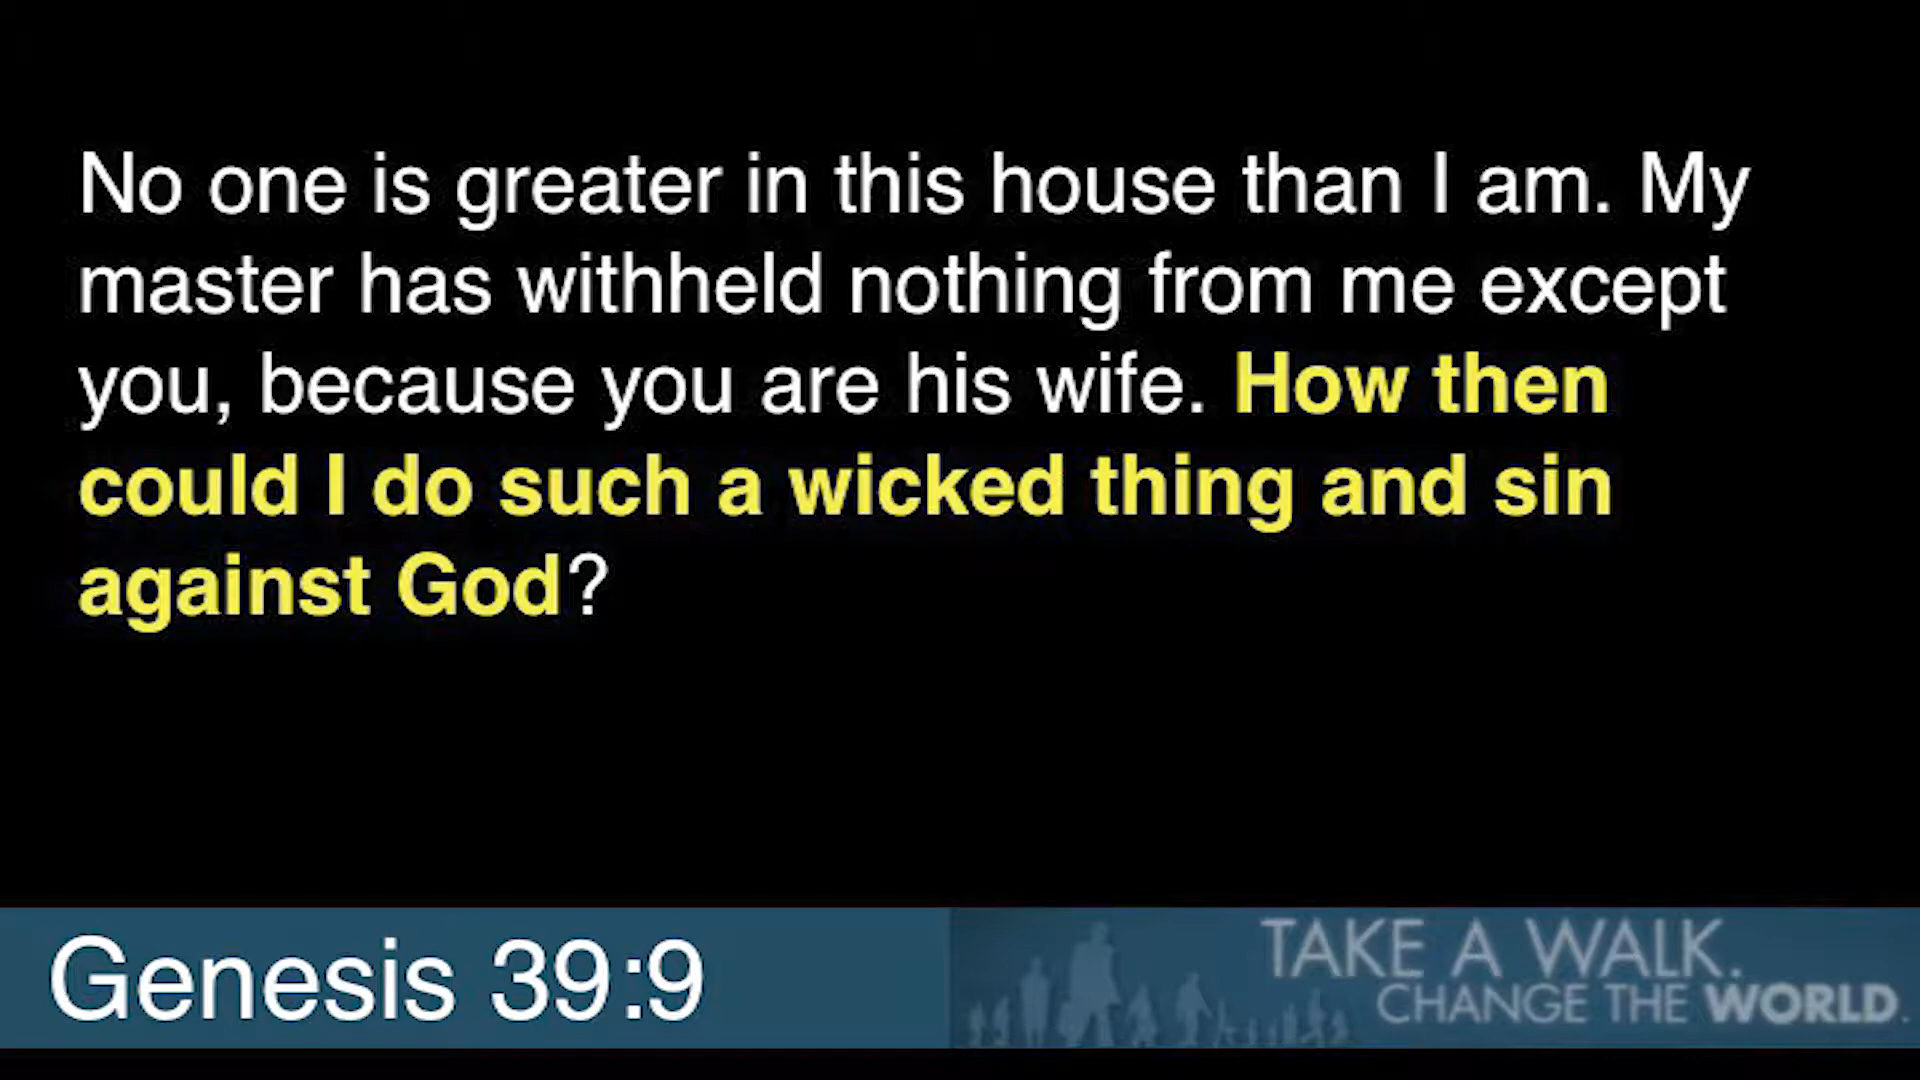 No one is greater in this house than I am. My
master has withheld nothing from me except
you, because you are his wife. How then
could I do such a wicked thing and sin
against God?
Genesis 39:9
TAKE A WALK.
CHANGE THE WORLD.